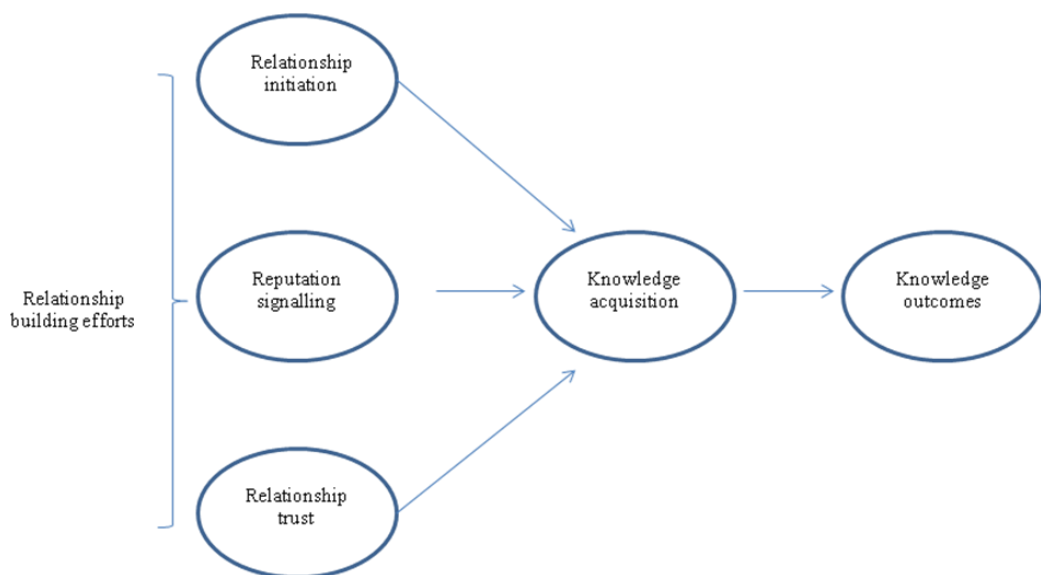 Relationship
initiation
Relationship
building efforts
Reputation
signalling
Knowledge
acquisition
Knowledge
outcomes
Relationship
trust